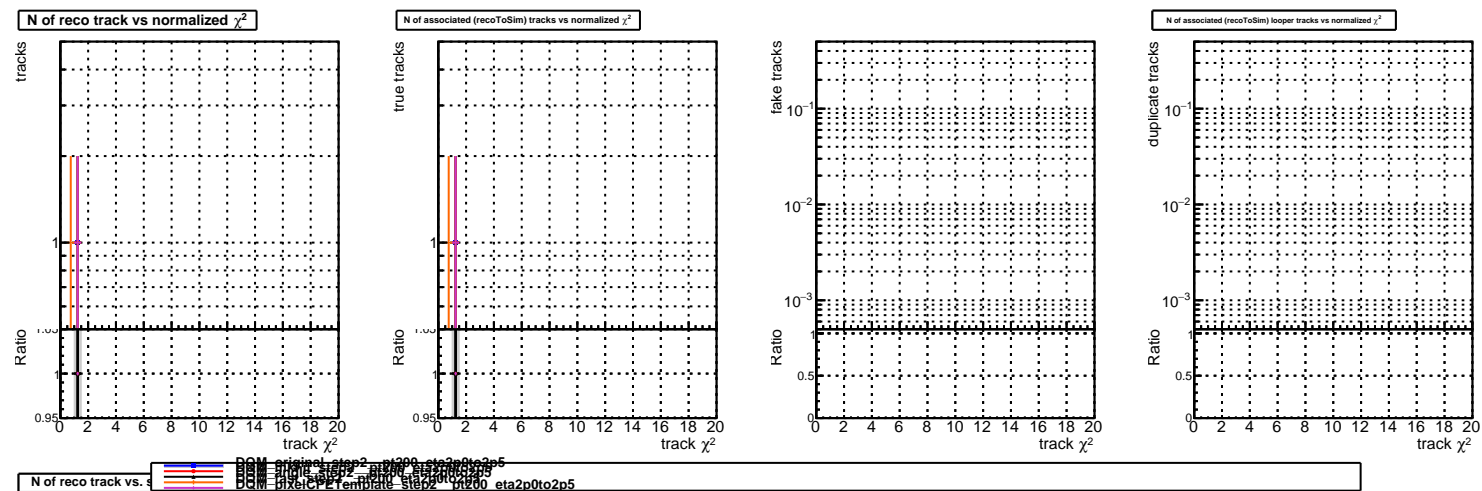 N of reco track vs normalized χ²
tracks
1
Ratio
1.05
1
0.95
0 2 4 6 8 10 12 14 16 18 20
track χ²
N of associated (recoToSim) tracks vs normalized χ²
true tracks
1
Ratio
1.05
1
0.95
0 2 4 6 8 10 12 14 16 18 20
track χ²
fake tracks
10⁻¹
10⁻²
10⁻³
Ratio
1
0.5
0
0 2 4 6 8 10 12 14 16 18 20
track χ²
N of associated (recoToSim) looper tracks vs normalized χ²
duplicate tracks
10⁻¹
10⁻²
10⁻³
Ratio
1
0.5
0
0 2 4 6 8 10 12 14 16 18 20
track χ²
N of reco track vs. s
DQM_original_step2__pt200_eta2p0to2p5
DQM_angle_step2__pt200_eta2p0to2p5
DQM_pixelCPETemplate_step2__pt200_eta2p0to2p5